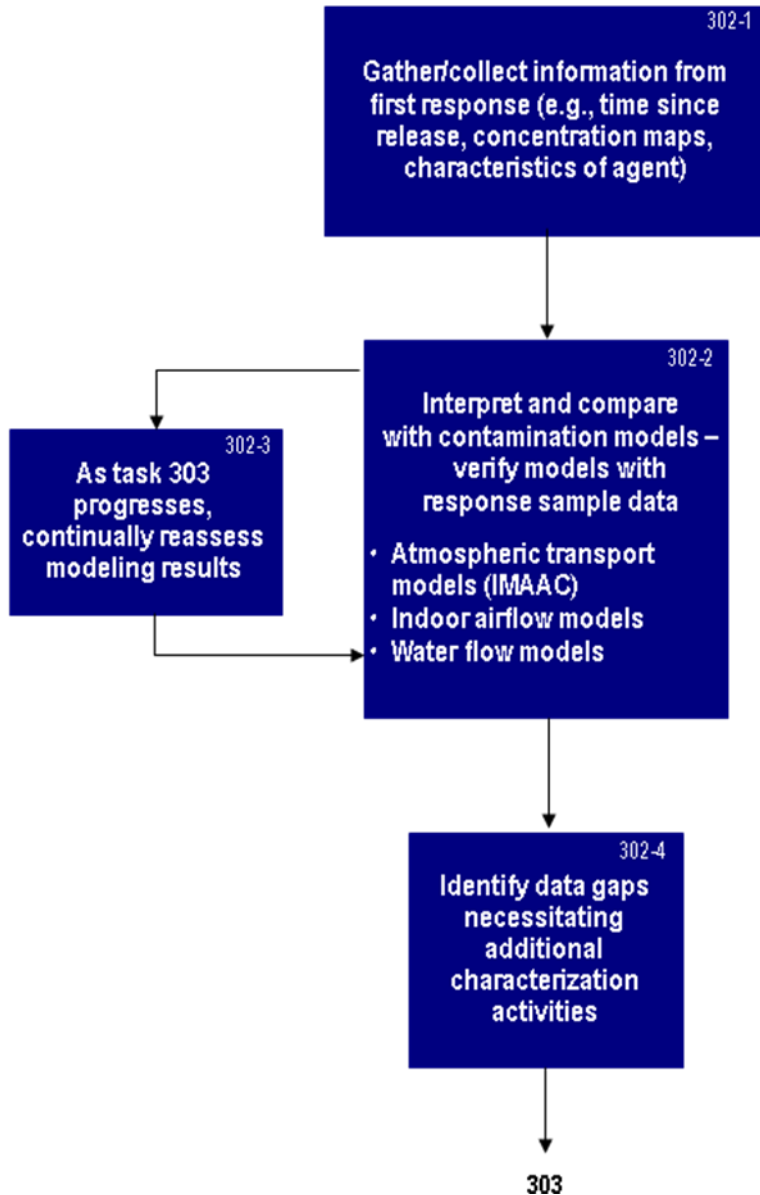 302-1
Gather/collect information from
first response (e.g., time since
release, concentration maps,
characteristics of agent)
302-2
Interpret and compare
with contamination models –
verify models with
response sample data
• Atmospheric transport
models (IMAAC)
• Indoor airflow models
• Water flow models
302-3
As task 303
progresses,
continually reassess
modeling results
302-4
Identify data gaps
necessitating
additional
characterization
activities
303